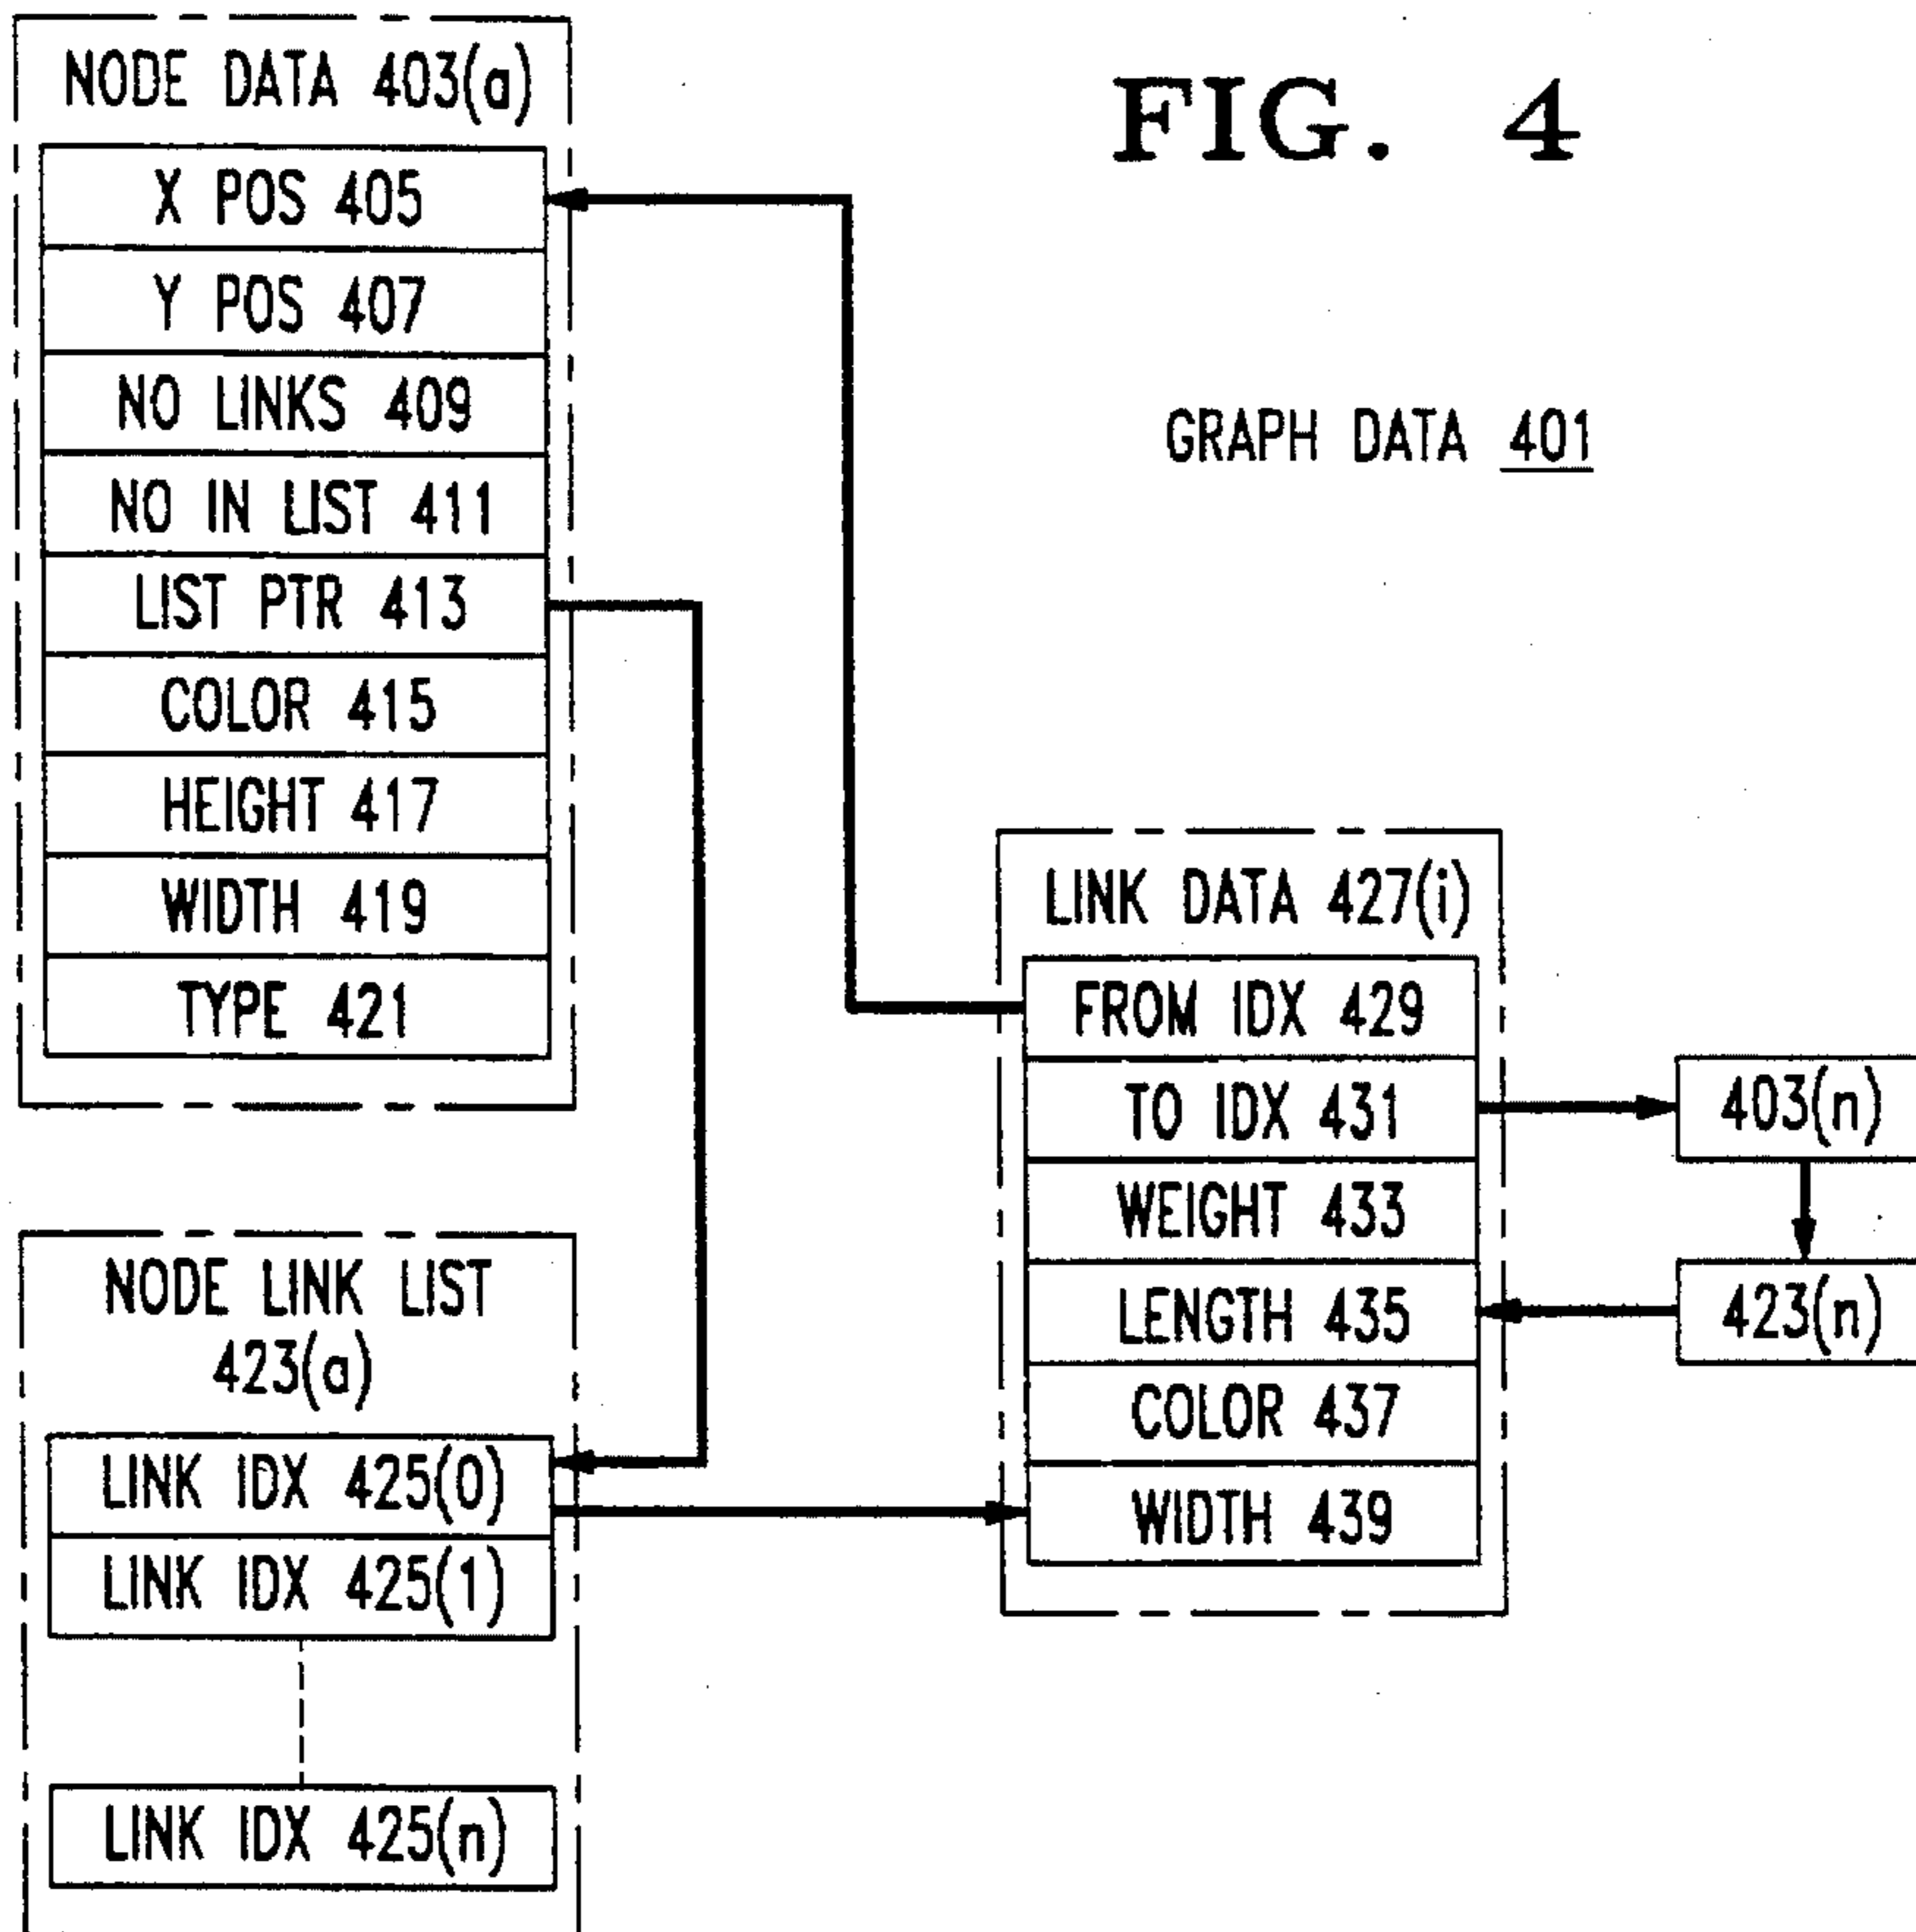 FIG. 4
GRAPH DATA 401
NODE DATA 403(a)
X POS 405
Y POS 407
NO LINKS 409
NO IN LIST 411
LIST PTR 413
COLOR 415
HEIGHT 417
WIDTH 419
TYPE 421
NODE LINK LIST
423(a)
LINK IDX 425(0)
LINK IDX 425(1)
LINK IDX 425(n)
LINK DATA 427(i)
FROM IDX 429
TO IDX 431
WEIGHT 433
LENGTH 435
COLOR 437
WIDTH 439
403(n)
423(n)